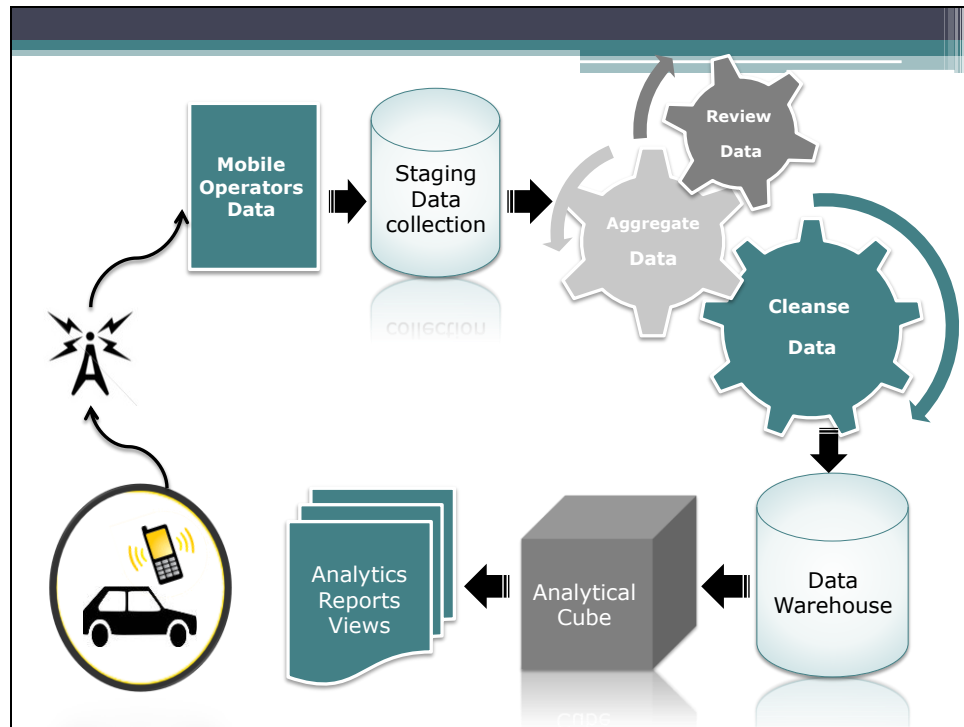 Mobile
Operators
Data
Staging
Data
collection
Review
Data
Aggregate
Data
Cleanse
Data
Data
Warehouse
Analytical
Cube
Analytics
Reports
Views